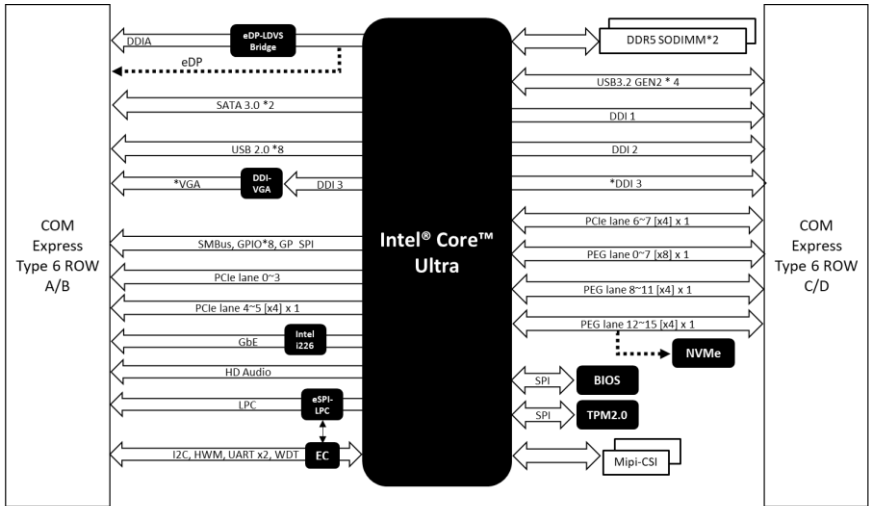 DDIA
eDP-LDVS
Bridge
eDP
SATA 3.0 *2
USB 2.0 *8
*VGA
DDI-
VGA
DDI 3
COM
Express
Type 6 ROW
A/B
SMBus, GPIO*8, GP SPI
PCIe lane 0~3
PCIe lane 4~5 [x4] x 1
GbE
Intel
i226
HD Audio
LPC
eSPI-
LPC
I2C, HWM, UART x2, WDT
EC
Intel® Core™
Ultra
DDR5 SODIMM*2
USB3.2 GEN2 * 4
DDI 1
DDI 2
*DDI 3
PCIe lane 6~7 [x4] x 1
PEG lane 0~7 [x8] x 1
PEG lane 8~11 [x4] x 1
PEG lane 12~15 [x4] x 1
NVMe
SPI
BIOS
SPI
TPM2.0
Mipi-CSI
COM
Express
Type 6 ROW
C/D